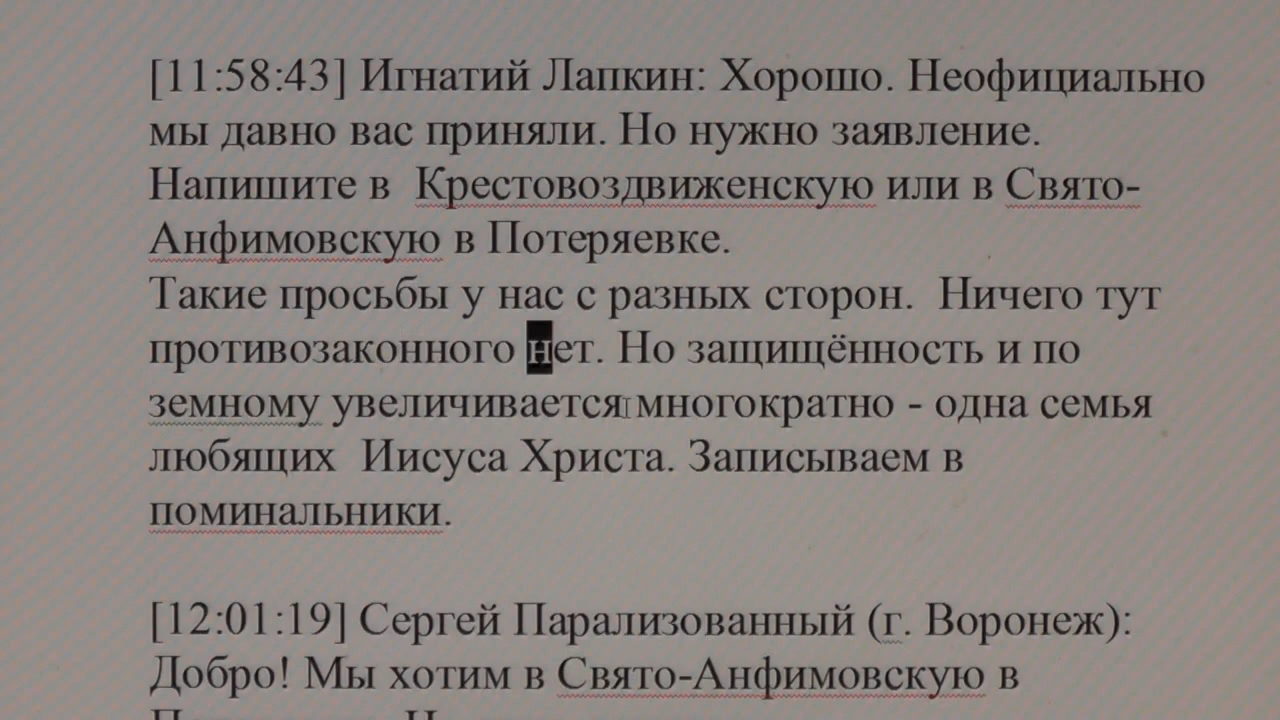 [11:58:43] Игнатий Лапкин: Хорошо. Неофициально
мы давно вас приняли. Но нужно заявление.
Напишите в  Крестовоздвиженскую или в Свято-
Анфимовскую в Потеряевке.
Такие просьбы у нас с разных сторон.  Ничего тут
противозаконного нет. Но защищённость и по
земному увеличивается многократно - одна семья
любящих  Иисуса Христа. Записываем в
поминальники.
[12:01:19] Сергей Парализованный (г. Воронеж):
Добро! Мы хотим в Свято-Анфимовскую в